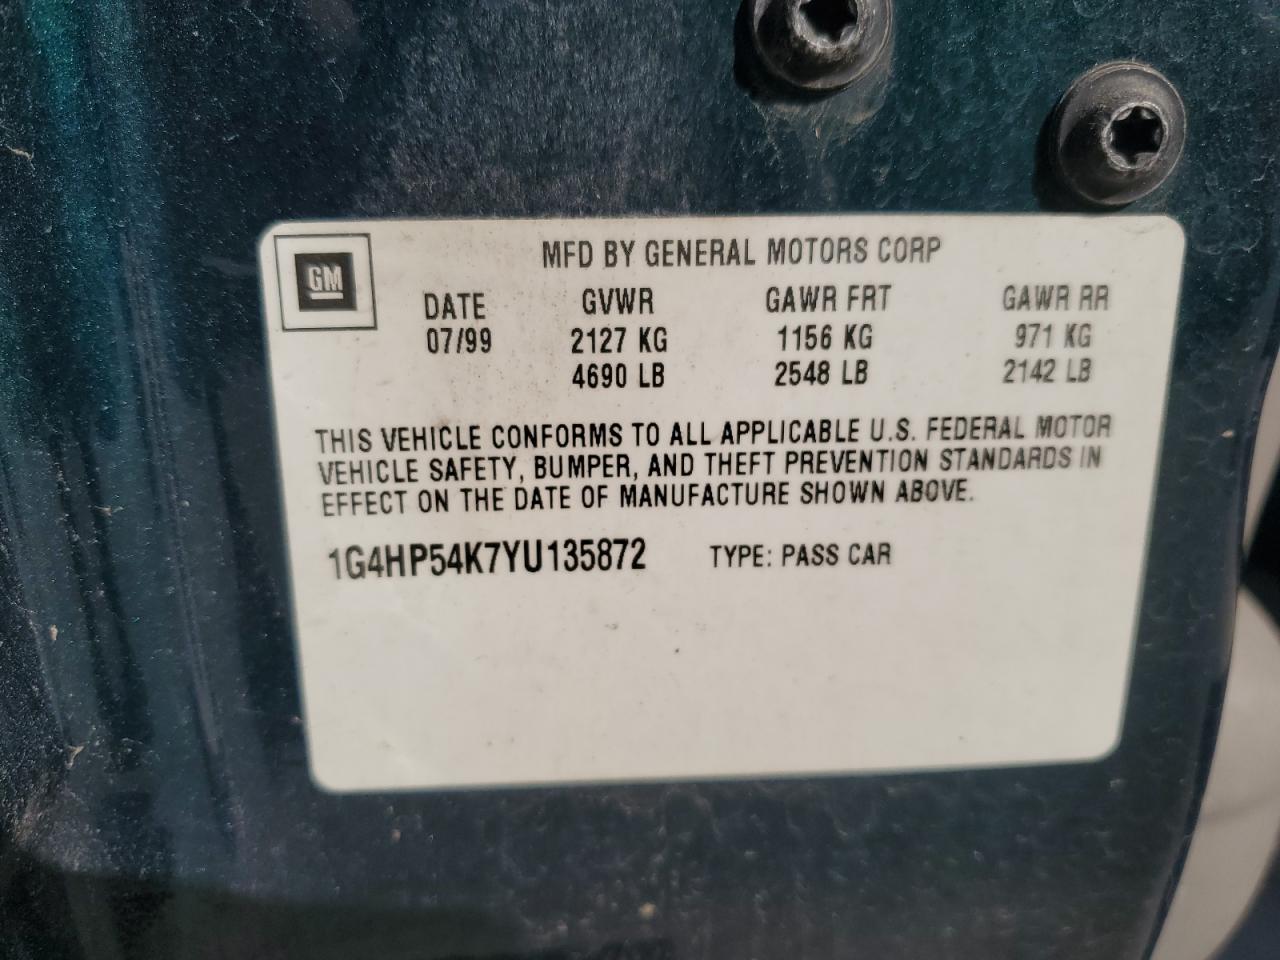 GM
MFD BY GENERAL MOTORS CORP
DATE GVWR GAWR FRT GAWR RR
07/99 2127 KG 1156 KG 971 KG
4690 LB 2548 LB 2142 LB
THIS VEHICLE CONFORMS TO ALL APPLICABLE U.S. FEDERAL MOTOR
VEHICLE SAFETY, BUMPER, AND THEFT PREVENTION STANDARDS IN
EFFECT ON THE DATE OF MANUFACTURE SHOWN ABOVE.
1G4HP54K7YU135872 TYPE: PASS CAR